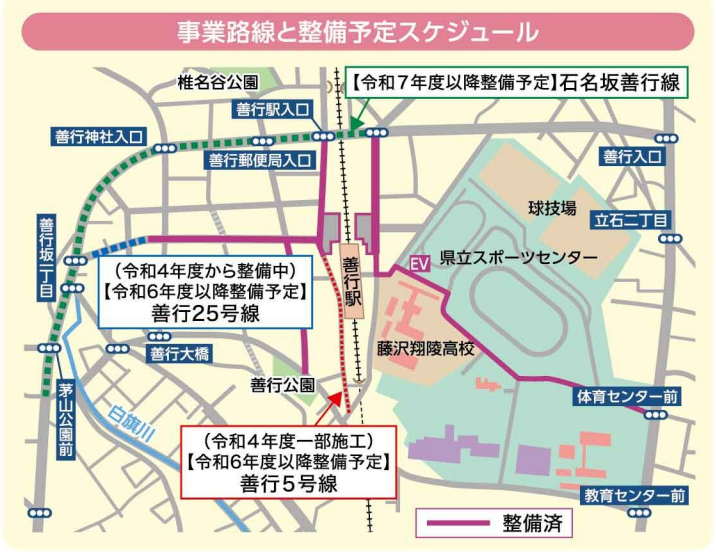 事業路線と整備予定スケジュール
椎名谷公園
【令和7年度以降整備予定】石名坂善行線
善行駅入口
善行神社入口
善行郵便局入口
善行入口
球技場
立石二丁目
善行坂一丁目
県立スポーツセンター
EV
善行駅
(令和4年度から整備中)
【令和6年度以降整備予定】
善行25号線
藤沢翔陵高校
善行大橋
善行公園
体育センター前
茅山公園前
白旗川
(令和4年度一部施工)
【令和6年度以降整備予定】
善行5号線
教育センター前
整備済